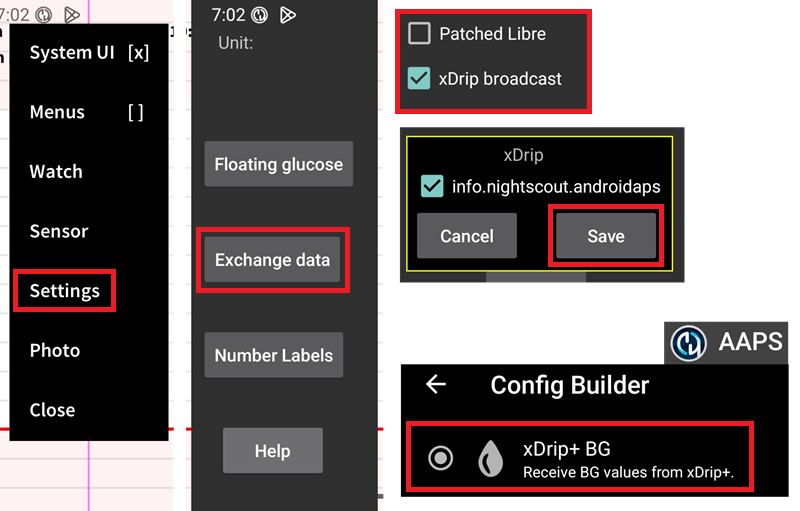 7:02
System UI [x]
Menus [ ]
Watch
Sensor
Settings
Photo
Close
7:02
Unit:
Floating glucose
Exchange data
Number Labels
Help
Patched Libre
xDrip broadcast
xDrip
info.nightscout.androidaps
Cancel
Save
AAPS
Config Builder
xDrip+ BG
Receive BG values from xDrip+.